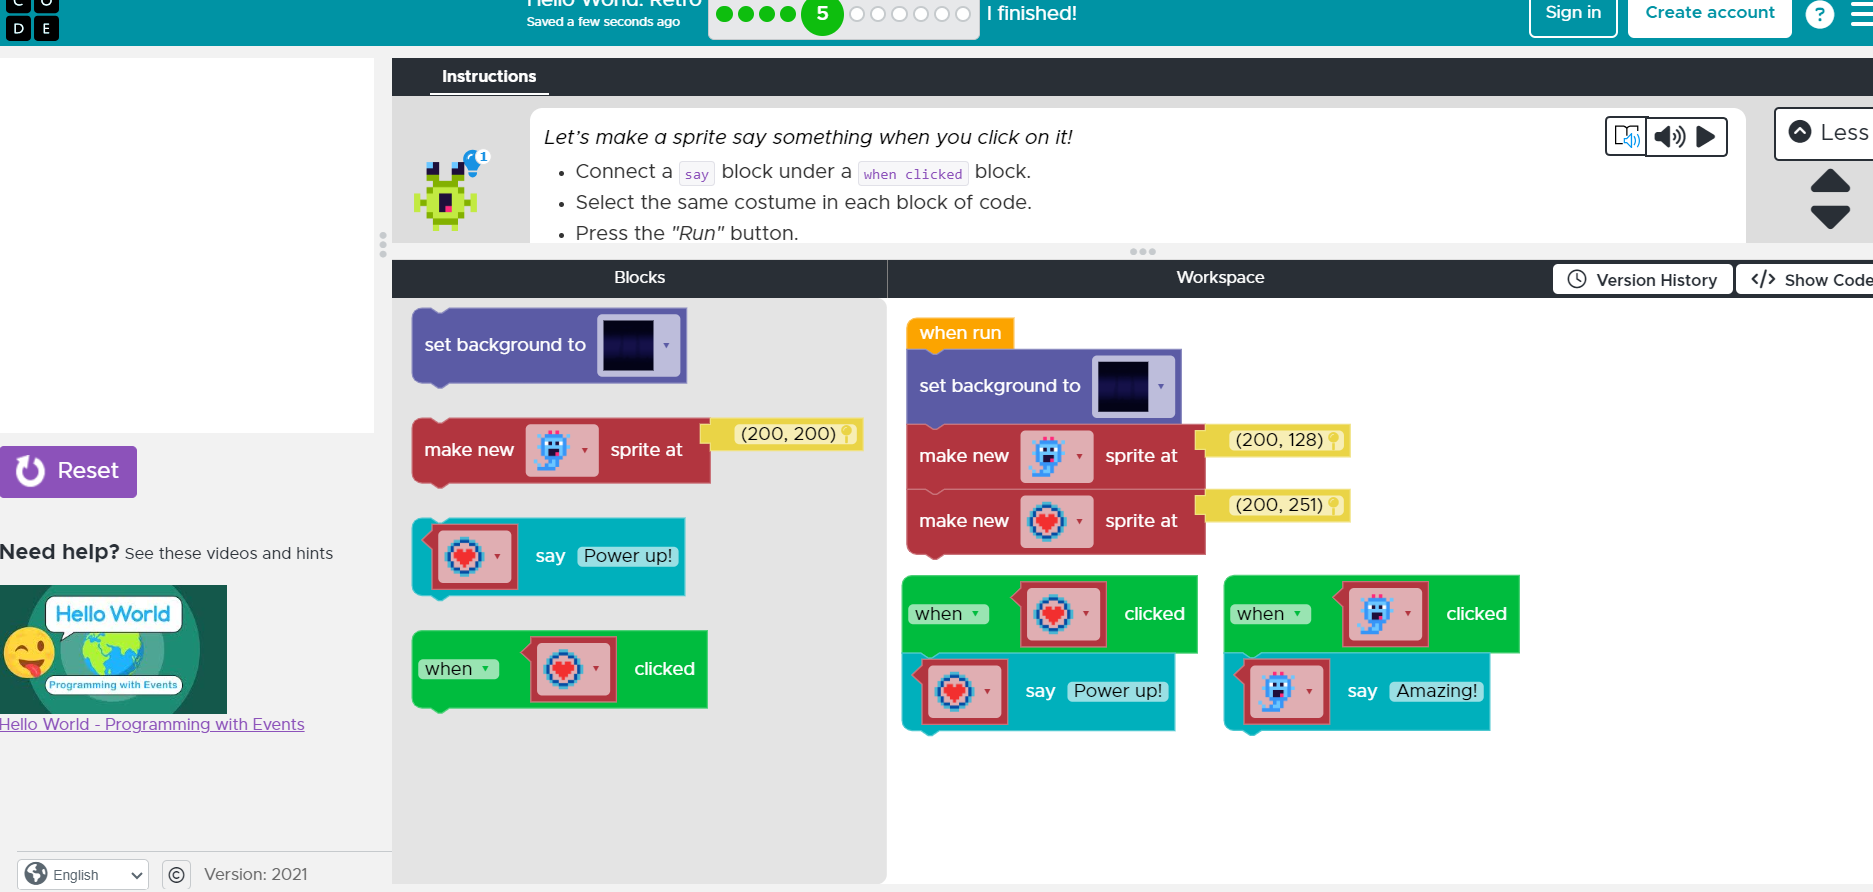 C O
D E
Hello World: Retro
Saved a few seconds ago
5
I finished!
Sign in
Create account
?
Instructions
1
Let's make a sprite say something when you click on it!
• Connect a say block under a when clicked block.
• Select the same costume in each block of code.
• Press the "Run" button.
Less
Blocks
Workspace
Version History
</> Show Code
set background to
make new sprite at (200, 200)
say Power up!
when clicked
when run
set background to
make new sprite at (200, 128)
make new sprite at (200, 251)
when clicked
say Power up!
when clicked
say Amazing!
Reset
Need help? See these videos and hints
Hello World
Programming with Events
Hello World - Programming with Events
English
©
Version: 2021